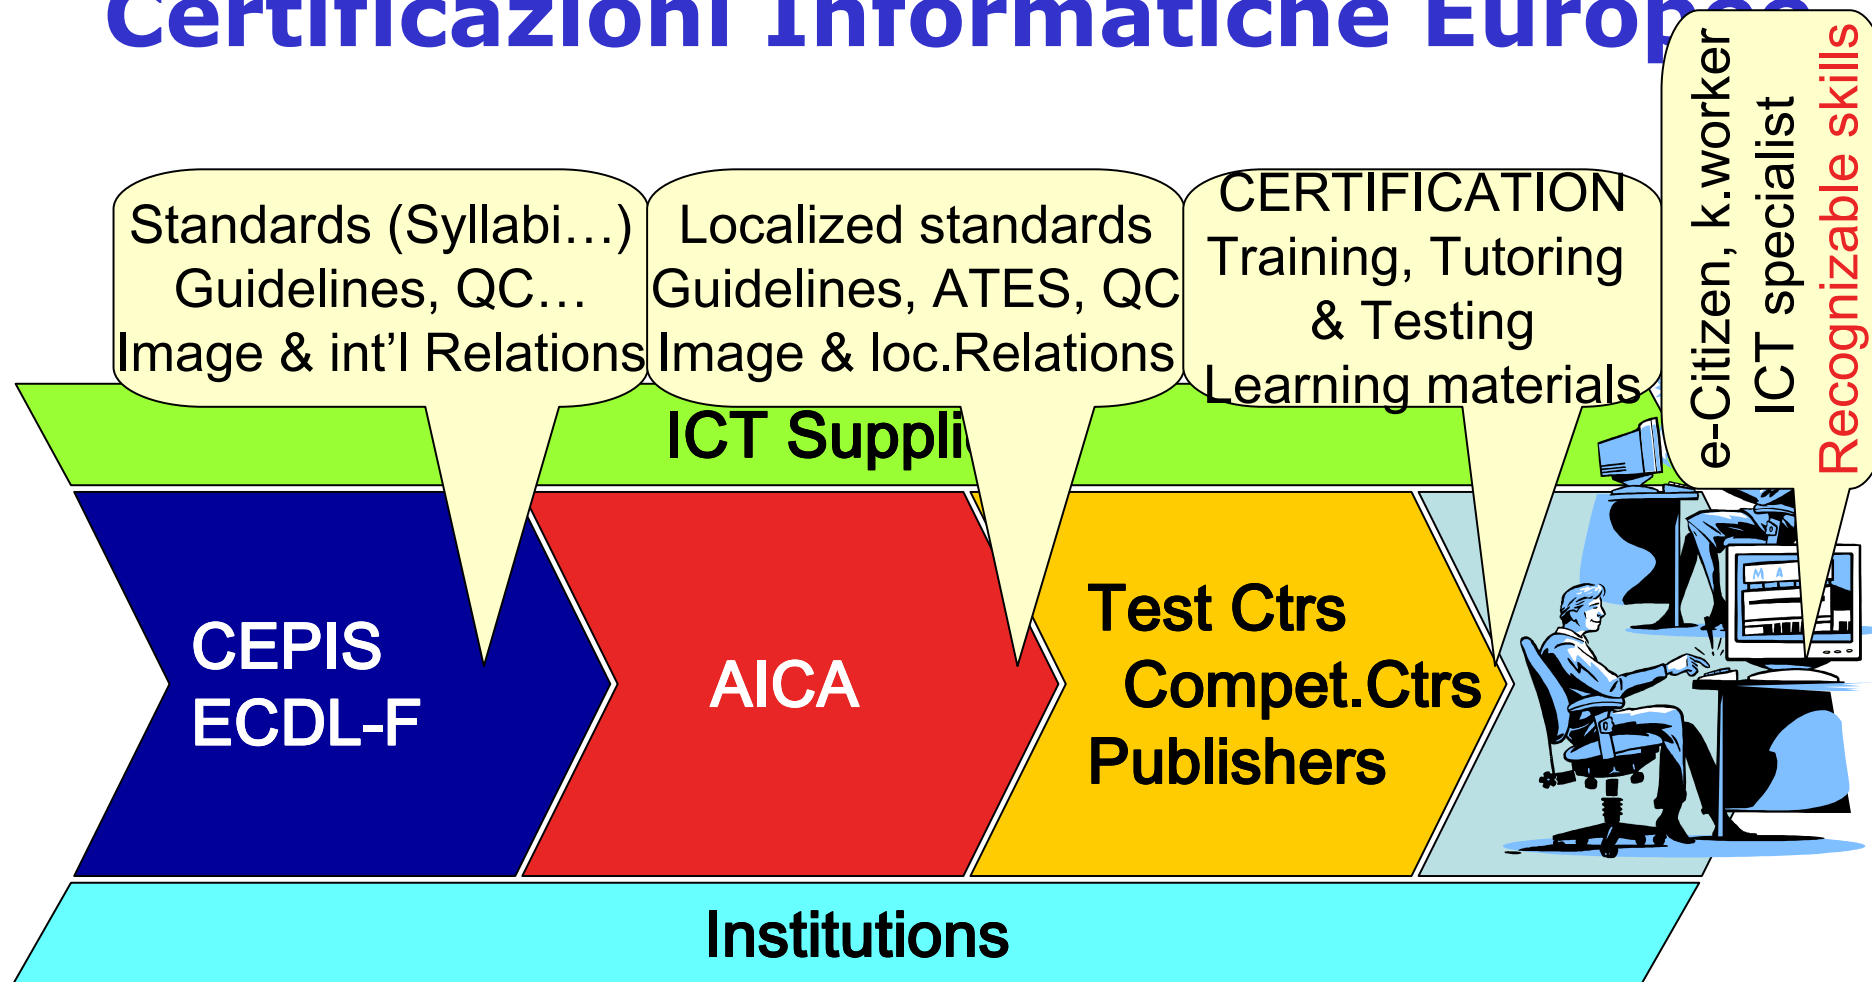 Certificazioni Informatiche Europee
Standards (Syllabi…)
Guidelines, QC…
Image & int’l Relations
Localized standards
Guidelines, ATES, QC
Image & loc.Relations
CERTIFICATION
Training, Tutoring
& Testing
Learning materials
e-Citizen, k.worker
ICT specialist
Recognizable skills
ICT Suppli
CEPIS
ECDL-F
AICA
Test Ctrs
Compet.Ctrs
Publishers
M A
Institutions